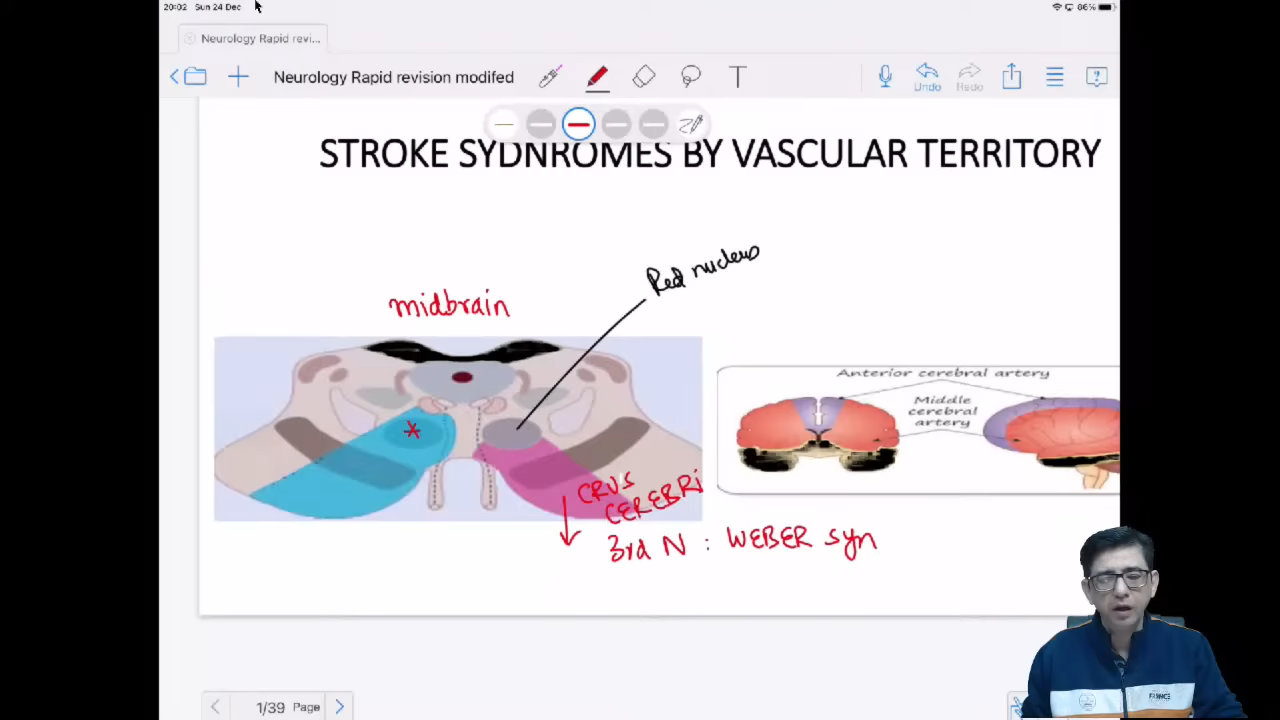 20:02 Sun 24 Dec
86%
Neurology Rapid revi...
Neurology Rapid revision modifed
T
Undo
Redo
STROKE SYDNROMES BY VASCULAR TERRITORY
Red nucleus
midbrain
Anterior cerebral artery
Middle
cerebral
artery
CRUS
CEREBRI
3rd N : WEBER syn
1/39 Page